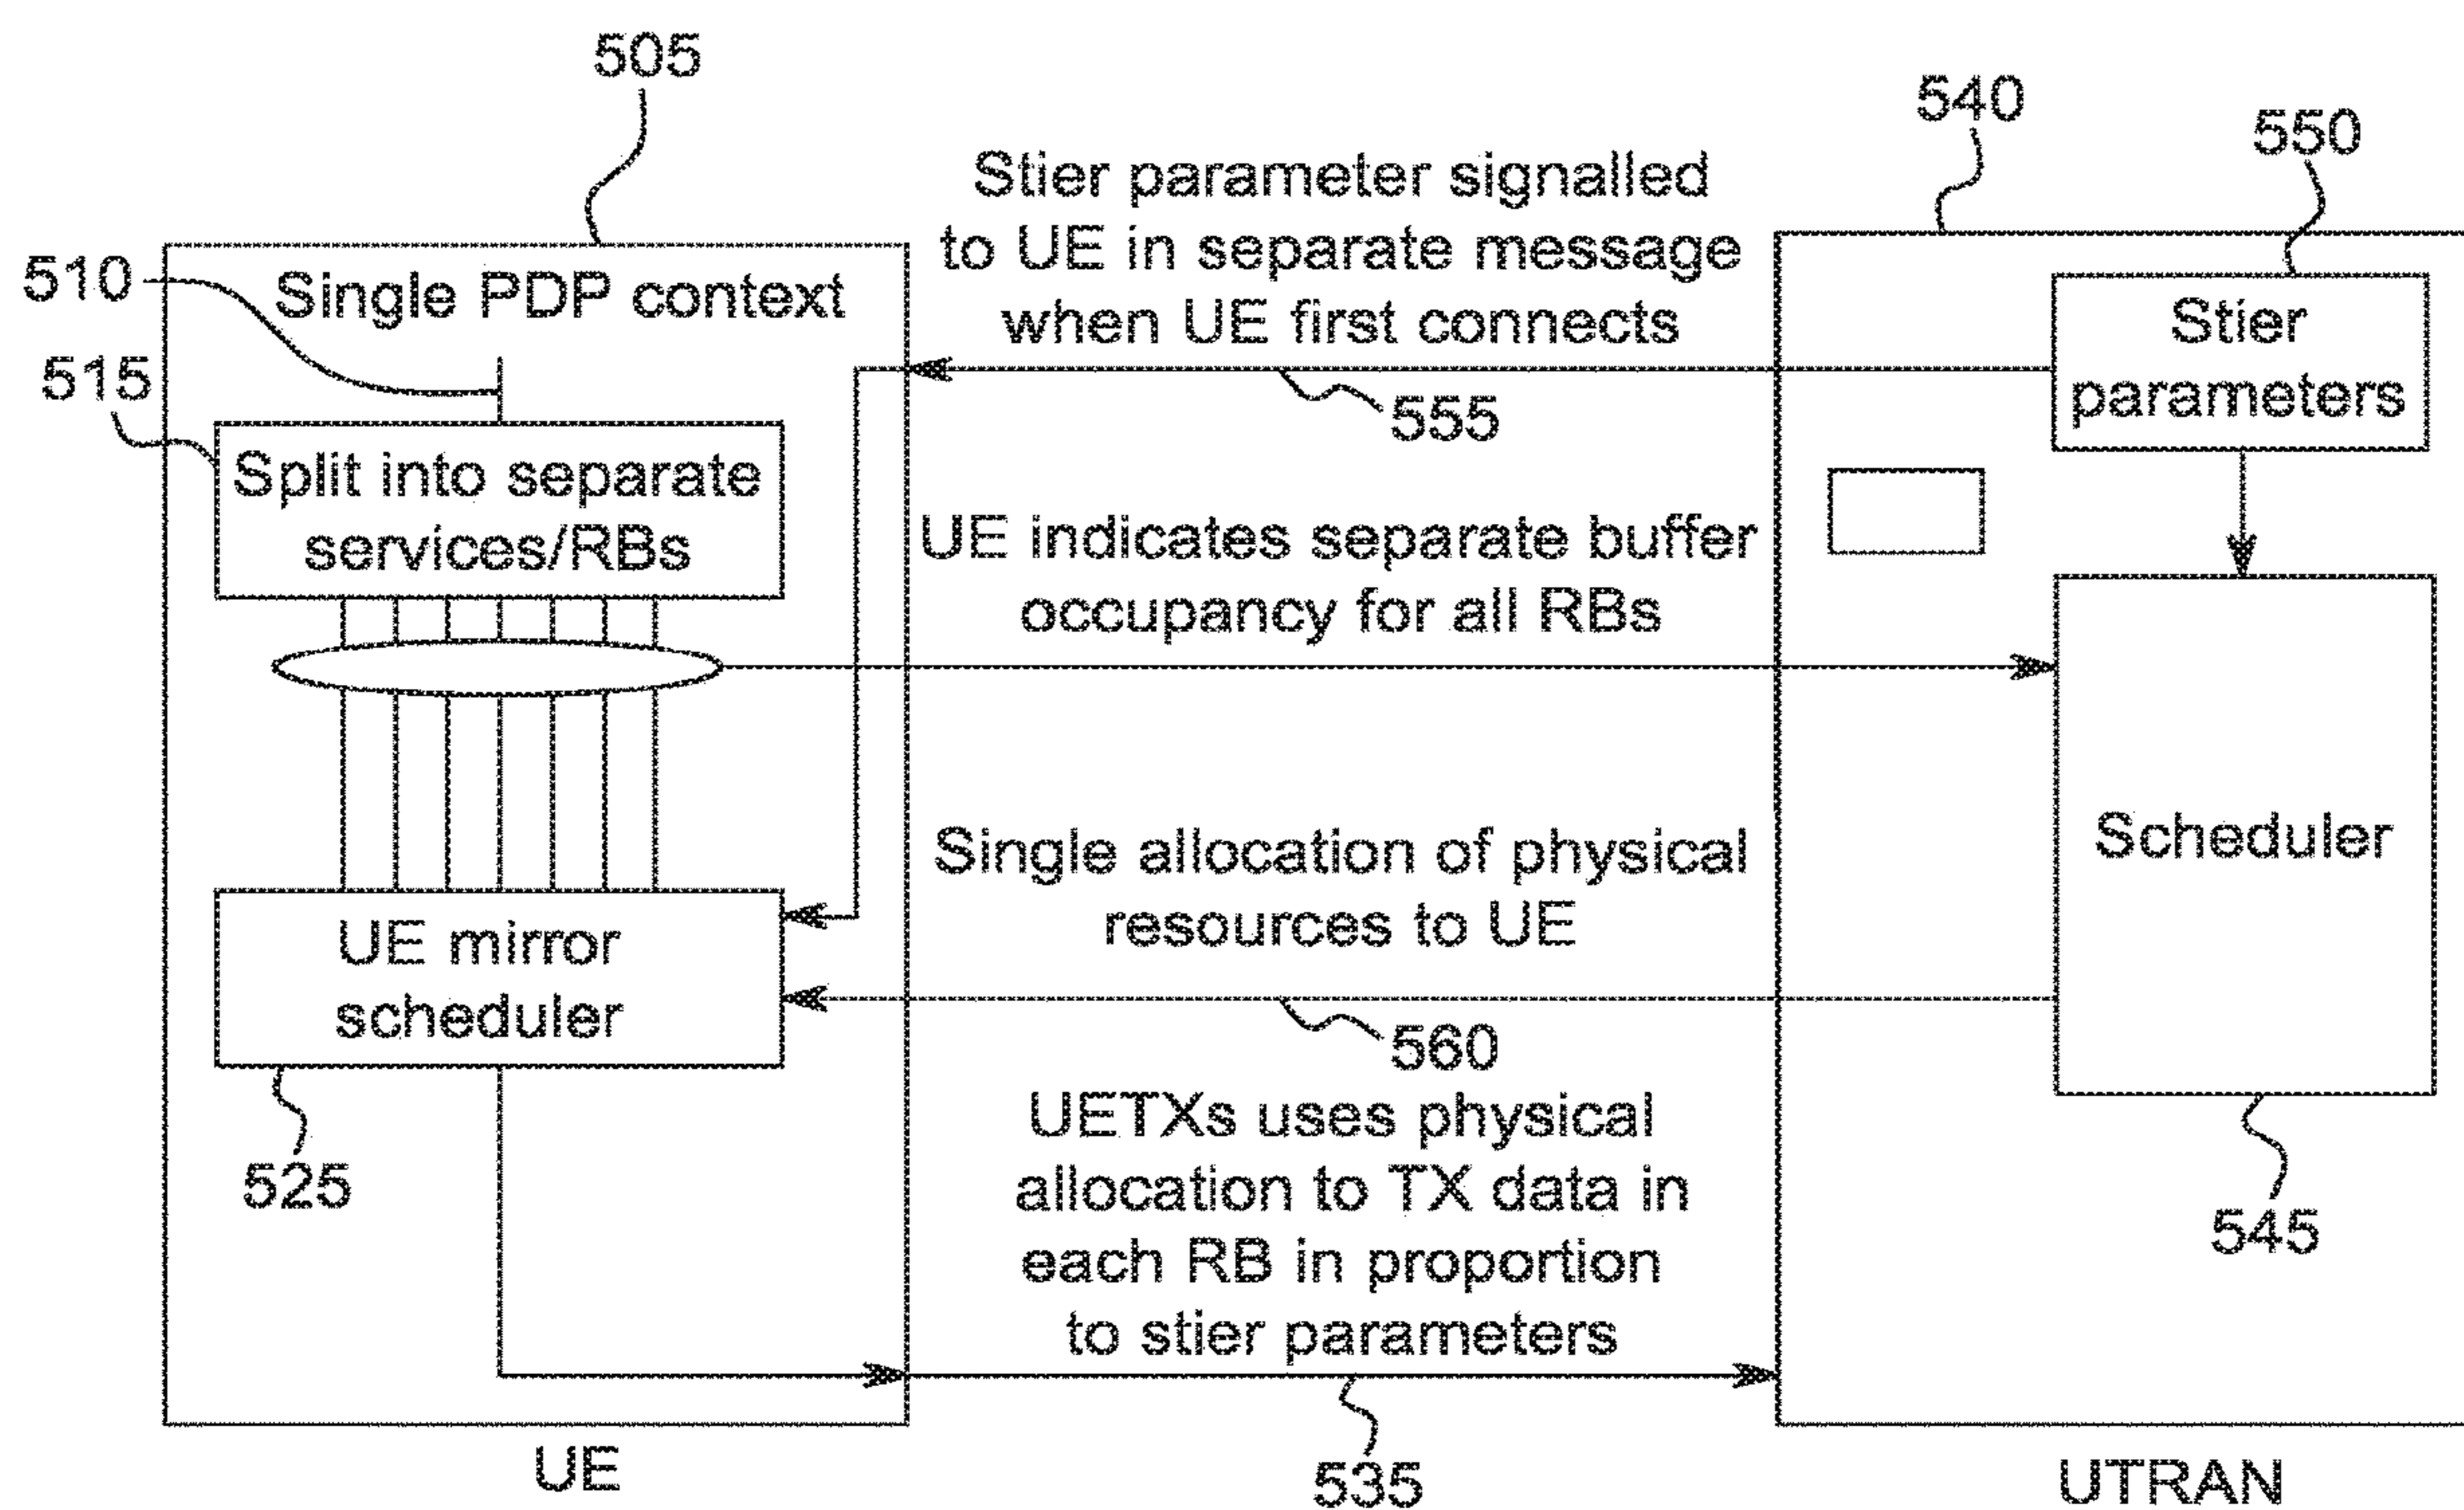 505
540
550
Stier parameter signalled
to UE in separate message
when UE first connects
510
Single PDP context
515
Stier
parameters
555
Split into separate
services/RBs
UE indicates separate buffer
occupancy for all RBs
Scheduler
Single allocation of physical
resources to UE
UE mirror
scheduler
560
525
UETXs uses physical
allocation to TX data in
each RB in proportion
to stier parameters
545
535
UE
UTRAN